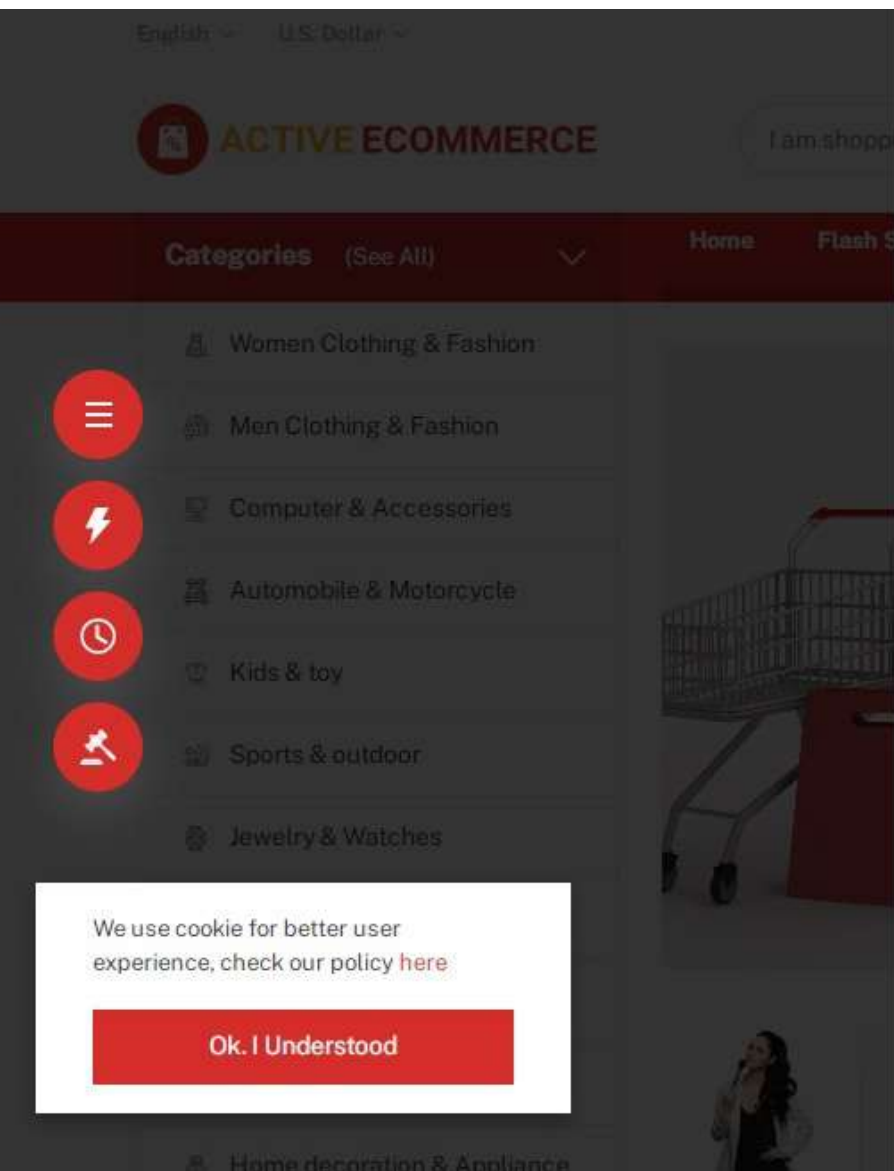 English U.S. Dollar
ACTIVE ECOMMERCE
I am shopp
Categories (See All)
Home Flash S
Women Clothing & Fashion
Men Clothing & Fashion
Computer & Accessories
Automobile & Motorcycle
Kids & toy
Sports & outdoor
Jewelry & Watches
We use cookie for better user
experience, check our policy here
Ok. I Understood
Home decoration & Appliance